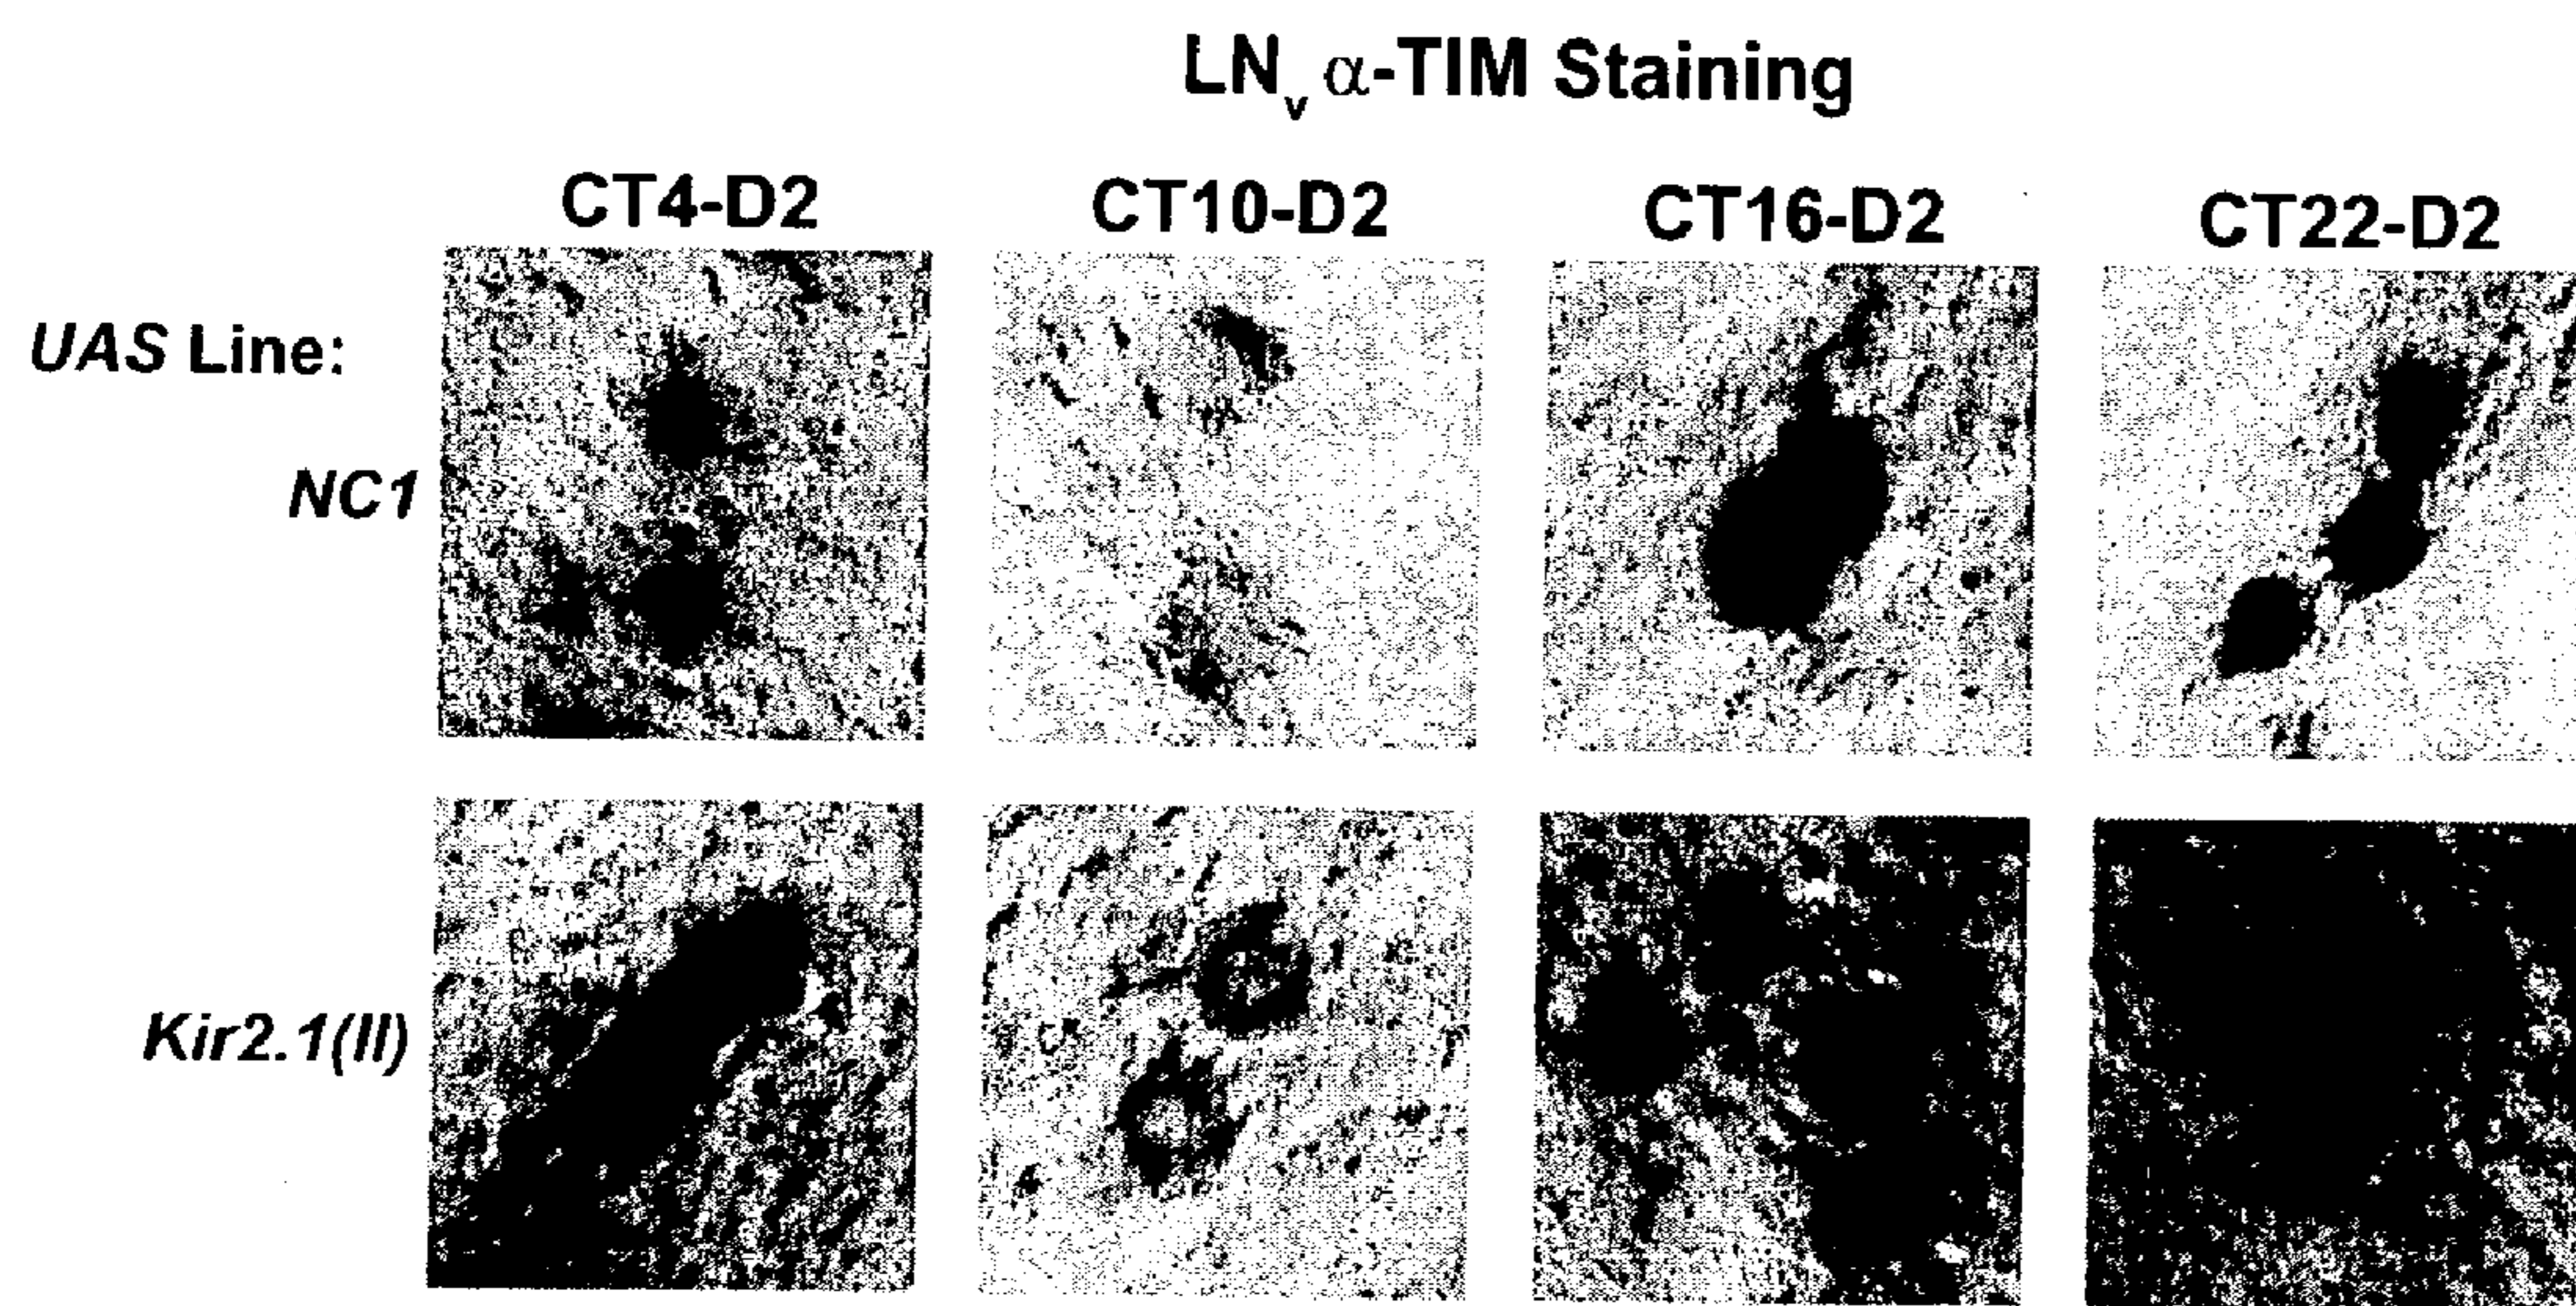 LNv α-TIM Staining
CT4-D2 CT10-D2 CT16-D2 CT22-D2
UAS Line:
NC1
Kir2.1(II)